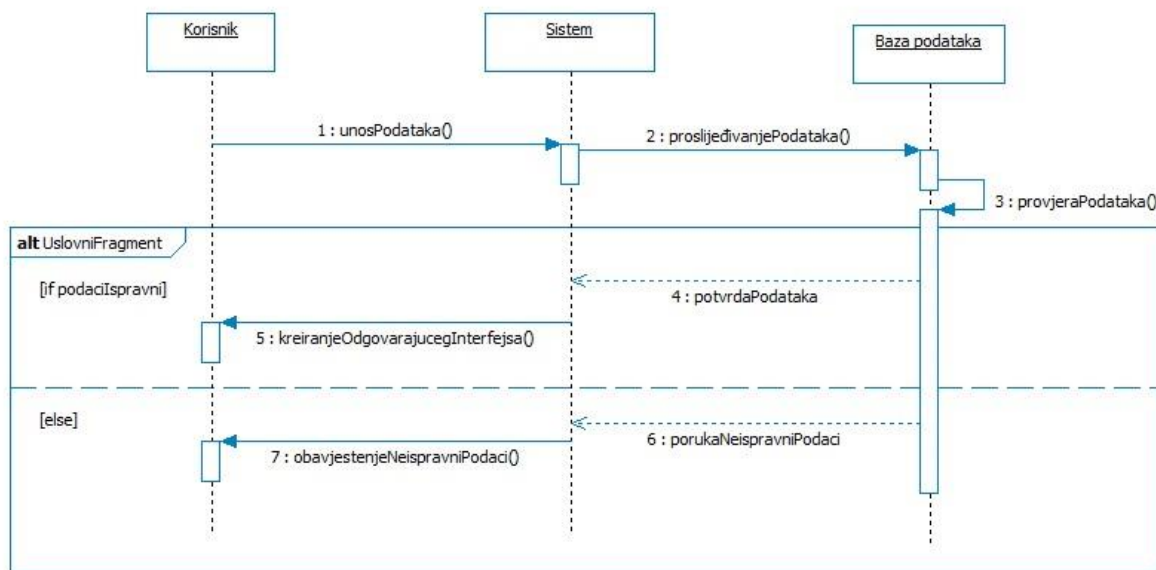 Korisnik
Sistem
Baza podataka
1 : unosPodataka()
2 : proslijeđivanjePodataka()
3 : provjeraPodataka()
alt UslovniFragment
[if podaciIspravni]
4 : potvrdaPodataka
5 : kreiranjeOdgovarajucegInterfejsa()
[else]
6 : porukaNeispravniPodaci
7 : obavjestenjeNeispravniPodaci()